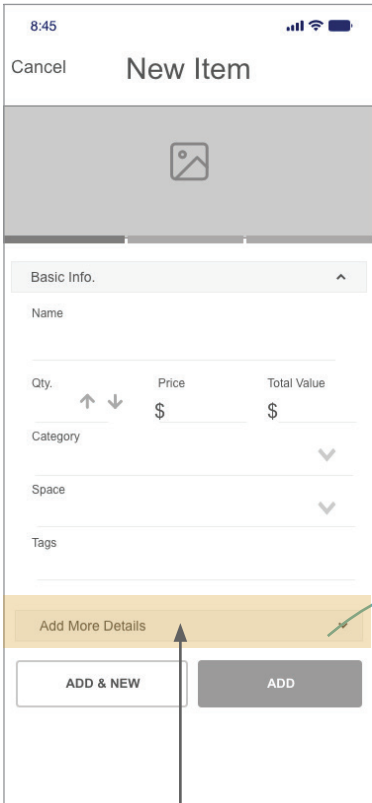 8:45
Cancel New Item
Basic Info.
Name
Qty. Price Total Value
$ $
Category
Space
Tags
Add More Details
ADD & NEW ADD